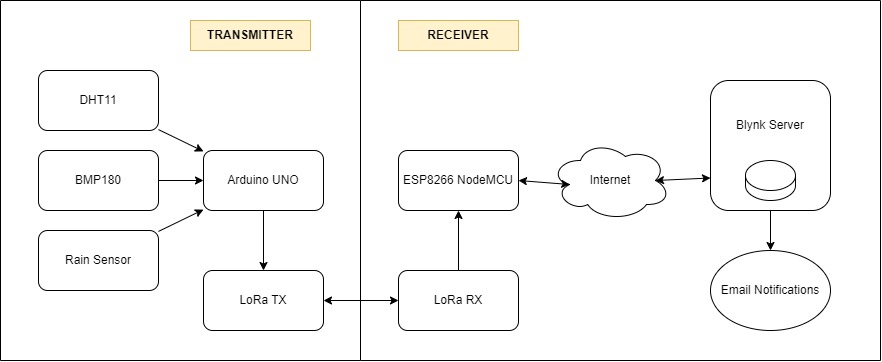 TRANSMITTER
RECEIVER
DHT11
BMP180
Rain Sensor
Arduino UNO
LoRa TX
ESP8266 NodeMCU
LoRa RX
Internet
Blynk Server
Email Notifications